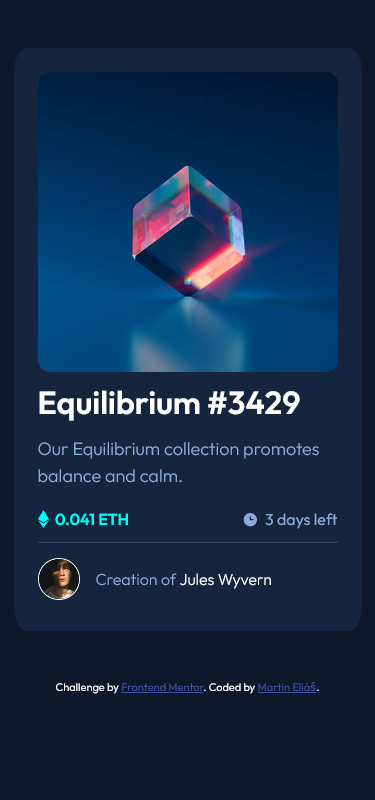 Equilibrium #3429
Our Equilibrium collection promotes
balance and calm.
0.041 ETH
3 days left
Creation of Jules Wyvern
Challenge by Frontend Mentor. Coded by Martin Eliáš.